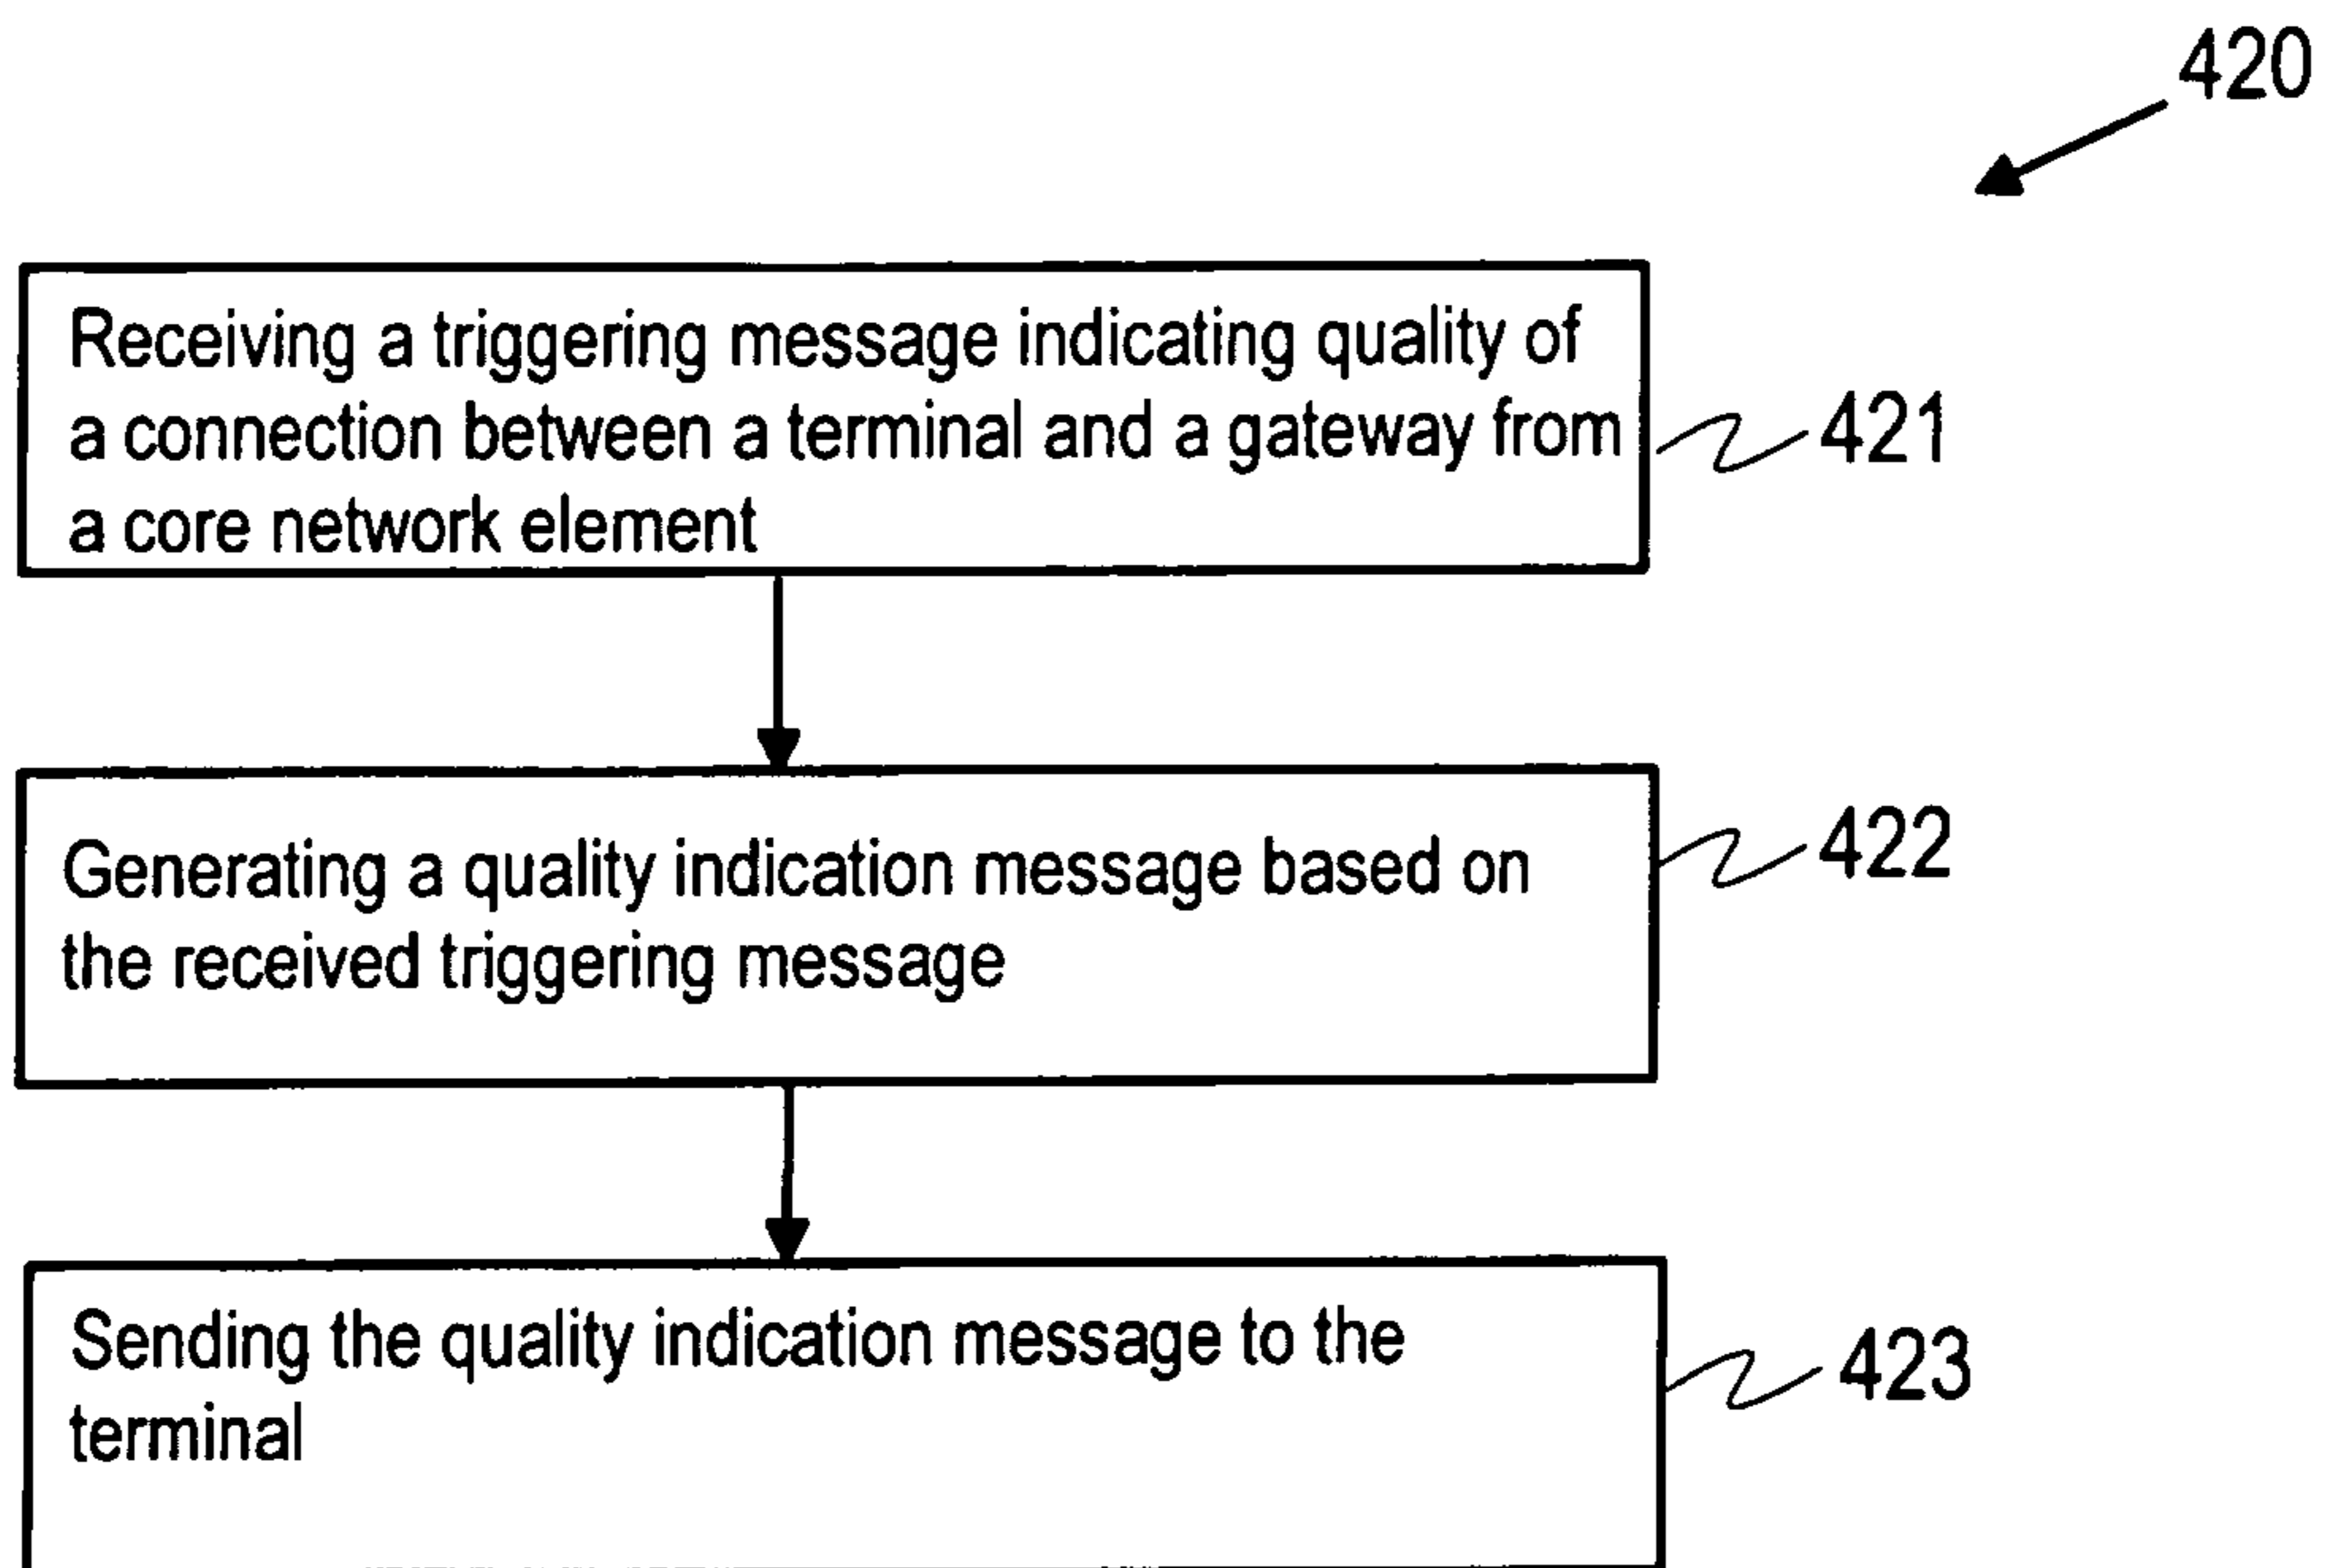 420
Receiving a triggering message indicating quality of
a connection between a terminal and a gateway from
a core network element
421
Generating a quality indication message based on
the received triggering message
422
Sending the quality indication message to the
terminal
423